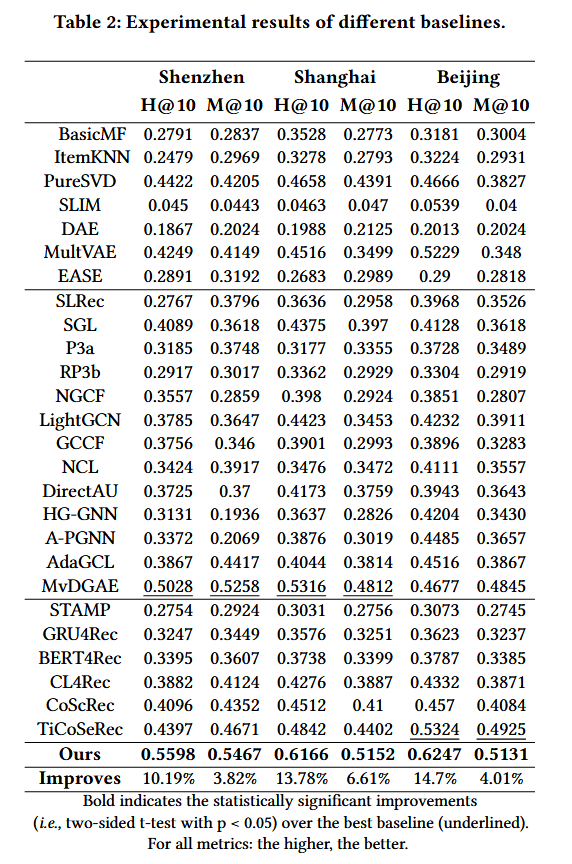 Table 2: Experimental results of different baselines.
Shenzhen Shanghai Beijing
H@10 M@10 H@10 M@10 H@10 M@10
BasicMF 0.2791 0.2837 0.3528 0.2773 0.3181 0.3004
ItemKNN 0.2479 0.2969 0.3278 0.2793 0.3224 0.2931
PureSVD 0.4422 0.4205 0.4658 0.4391 0.4666 0.3827
SLIM 0.045 0.0443 0.0463 0.047 0.0539 0.04
DAE 0.1867 0.2024 0.1988 0.2125 0.2013 0.2024
MultVAE 0.4249 0.4149 0.4516 0.3499 0.5229 0.348
EASE 0.2891 0.3192 0.2683 0.2989 0.29 0.2818
SLRec 0.2767 0.3796 0.3636 0.2958 0.3968 0.3526
SGL 0.4089 0.3618 0.4375 0.397 0.4128 0.3618
P3a 0.3185 0.3748 0.3177 0.3355 0.3728 0.3489
RP3b 0.2917 0.3017 0.3362 0.2929 0.3304 0.2919
NGCF 0.3557 0.2859 0.398 0.2924 0.3851 0.2807
LightGCN 0.3785 0.3647 0.4423 0.3453 0.4232 0.3911
GCCF 0.3756 0.346 0.3901 0.2993 0.3896 0.3283
NCL 0.3424 0.3917 0.3476 0.3472 0.4111 0.3557
DirectAU 0.3725 0.37 0.4173 0.3759 0.3943 0.3643
HG-GNN 0.3131 0.1936 0.3637 0.2826 0.4204 0.3430
A-PGNN 0.3372 0.2069 0.3876 0.3019 0.4485 0.3657
AdaGCL 0.3867 0.4417 0.4044 0.3814 0.4516 0.3867
MvDGAE 0.5028 0.5258 0.5316 0.4812 0.4677 0.4845
STAMP 0.2754 0.2924 0.3031 0.2756 0.3073 0.2745
GRU4Rec 0.3247 0.3449 0.3576 0.3251 0.3623 0.3237
BERT4Rec 0.3395 0.3607 0.3738 0.3399 0.3787 0.3385
CL4Rec 0.3882 0.4124 0.4276 0.3887 0.4332 0.3871
CoScRec 0.4096 0.4352 0.4512 0.41 0.457 0.4084
TiCoSeRec 0.4397 0.4671 0.4842 0.4402 0.5324 0.4925
Ours 0.5598 0.5467 0.6166 0.5152 0.6247 0.5131
Improves 10.19% 3.82% 13.78% 6.61% 14.7% 4.01%
Bold indicates the statistically significant improvements
(i.e., two-sided t-test with p < 0.05) over the best baseline (underlined).
For all metrics: the higher, the better.